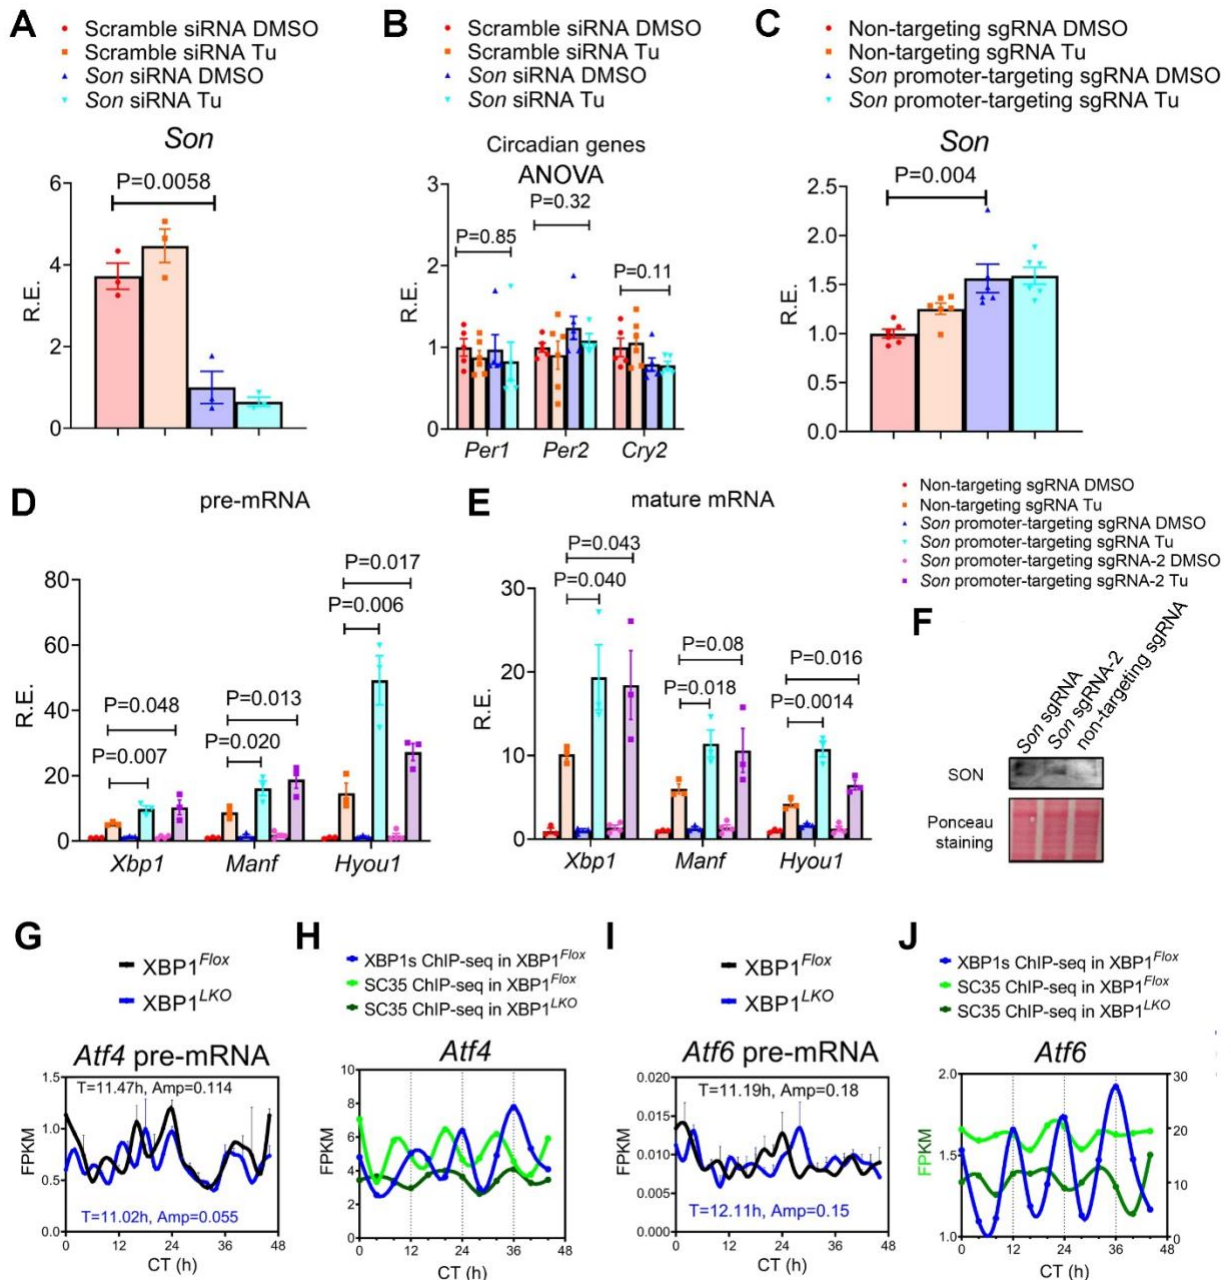 A
Scramble siRNA DMSO
Scramble siRNA Tu
Son siRNA DMSO
Son siRNA Tu
Son
P=0.0058
R.E.
6
4
2
0
B
Scramble siRNA DMSO
Scramble siRNA Tu
Son siRNA DMSO
Son siRNA Tu
Circadian genes
ANOVA
P=0.32
P=0.85
P=0.11
R.E.
3
2
1
0
Per1 Per2 Cry2
C
Non-targeting sgRNA DMSO
Non-targeting sgRNA Tu
Son promoter-targeting sgRNA DMSO
Son promoter-targeting sgRNA Tu
Son
P=0.004
R.E.
2.5
2.0
1.5
1.0
0.5
0.0
D
pre-mRNA
P=0.017
P=0.006
P=0.048
P=0.013
P=0.007
P=0.020
R.E.
80
60
40
20
0
Xbp1 Manf Hyou1
E
mature mRNA
P=0.043
P=0.040
P=0.08
P=0.016
P=0.018
P=0.0014
R.E.
30
20
10
0
Xbp1 Manf Hyou1
Non-targeting sgRNA DMSO
Non-targeting sgRNA Tu
Son promoter-targeting sgRNA DMSO
Son promoter-targeting sgRNA Tu
Son promoter-targeting sgRNA-2 DMSO
Son promoter-targeting sgRNA-2 Tu
F
Son sgRNA
Son sgRNA-2
non-targeting sgRNA
SON
Ponceau
staining
G
XBP1Flox
XBP1LKO
Atf4 pre-mRNA
T=11.47h, Amp=0.114
T=11.02h, Amp=0.055
FPKM
1.5
1.0
0.5
0.0
0 12 24 36 48
CT (h)
H
XBP1s ChIP-seq in XBP1Flox
SC35 ChIP-seq in XBP1Flox
SC35 ChIP-seq in XBP1LKO
Atf4
FPKM
10
8
6
4
2
0
0 12 24 36 48
CT (h)
I
XBP1Flox
XBP1LKO
Atf6 pre-mRNA
T=11.19h, Amp=0.18
T=12.11h, Amp=0.15
FPKM
0.020
0.015
0.010
0.005
0.000
0 12 24 36 48
CT (h)
J
XBP1s ChIP-seq in XBP1Flox
SC35 ChIP-seq in XBP1Flox
SC35 ChIP-seq in XBP1LKO
Atf6
FPKM
2.0
1.5
1.0
30
20
10
0
0 12 24 36 48
CT (h)